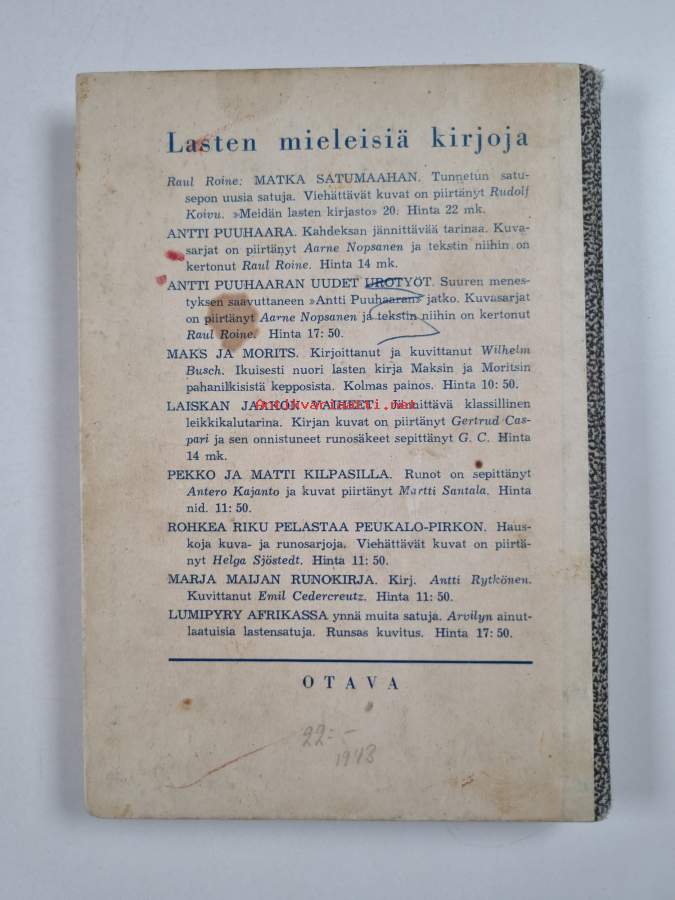 Lasten mieleisiä kirjoja
Raul Roine: MATKA SATUMAAHAN. Tunnetun satu-
sepon uusia satuja. Viehättävät kuvat on piirtänyt Rudolf
Koivu. »Meidän lasten kirjasto» 20. Hinta 22 mk.
ANTTI PUUHAARA. Kahdeksan jännittävää tarinaa. Kuva-
sarjat on piirtänyt Aarne Nopsanen ja tekstin niihin on
kertonut Raul Roine. Hinta 14 mk.
ANTTI PUUHAARAN UUDET UROTYÖT. Suuren menes-
tyksen saavuttaneen »Antti Puuhaaran» jatko. Kuvasarjat
on piirtänyt Aarne Nopsanen ja tekstin niihin on kertonut
Raul Roine. Hinta 17: 50.
MAKS JA MORITS. Kirjoittanut ja kuvittanut Wilhelm
Busch. Ikuisesti nuori lasten kirja Maksin ja Moritsin
pahanilkisistä kepposista. Kolmas painos. Hinta 10: 50.
LAISKAN JAAKON VAIHEET. Jännittävä klassillinen
leikkikalutarina. Kirjan kuvat on piirtänyt Gertrud Cas-
pari ja sen onnistuneet runosäkeet sepittänyt G. C. Hinta
14 mk.
PEKKO JA MATTI KILPASILLA. Runot on sepittänyt
Antero Kajanto ja kuvat piirtänyt Martti Santala. Hinta
nid. 11: 50.
ROHKEA RIKU PELASTAA PEUKALO-PIRKON. Haus-
koja kuva- ja runosarjoja. Viehättävät kuvat on piirtä-
nyt Helga Sjöstedt. Hinta 11: 50.
MARJA MAIJAN RUNOKIRJA. Kirj. Antti Rytkönen.
Kuvittanut Emil Cedercreutz. Hinta 11: 50.
LUMIPYRY AFRIKASSA ynnä muita satuja. Arvilyn ainut-
laatuisia lastensatuja. Runsas kuvitus. Hinta 17: 50.
OTAVA
22:-
1943
Antikvariaatti.net